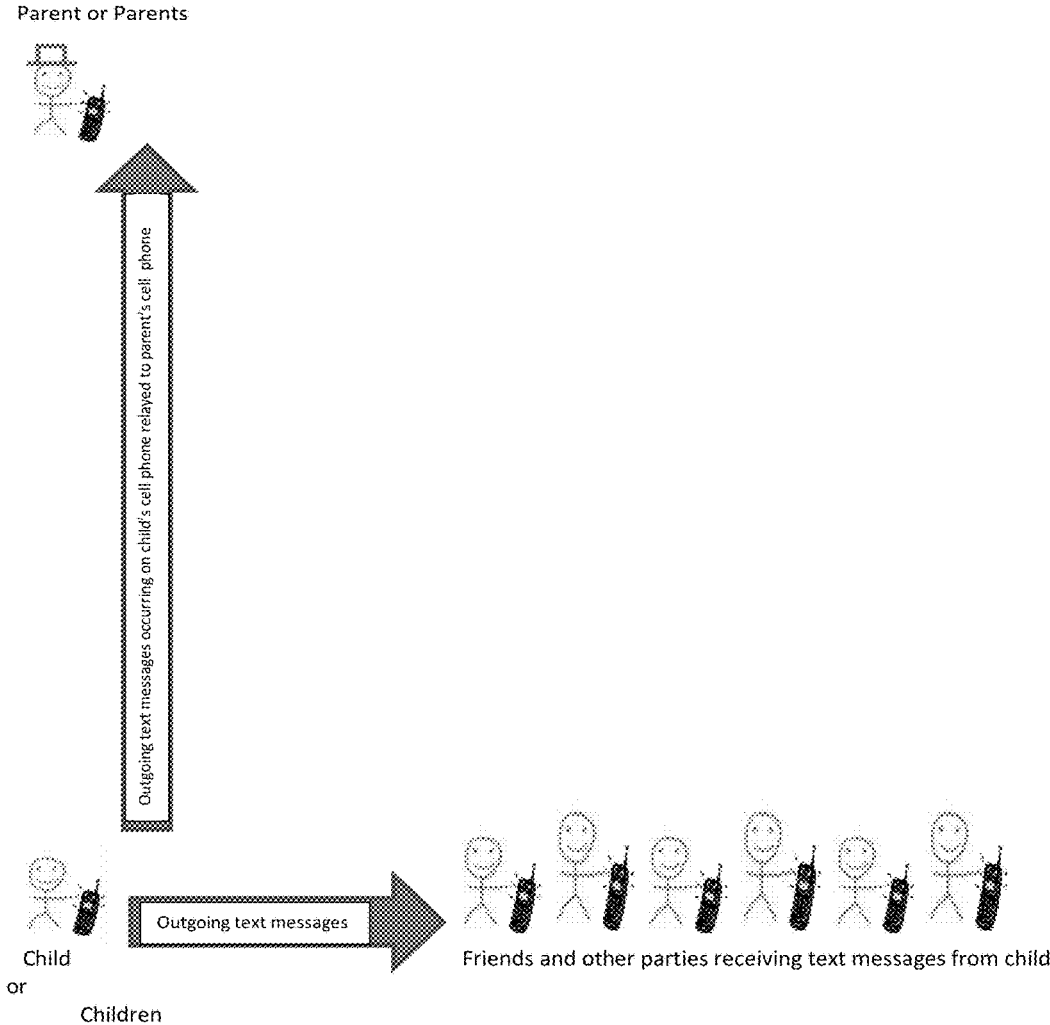 Parent or Parents
Outgoing text messages occurring on child's cell phone relayed to parent's cell phone
Outgoing text messages
Child
or
Children
Friends and other parties receiving text messages from child